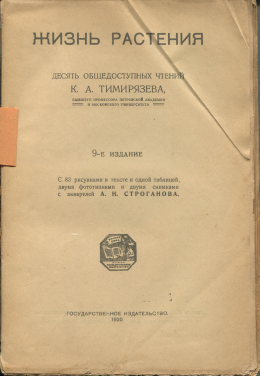 ЖИЗНЬ РАСТЕНИЯ
ДЕСЯТЬ ОБЩЕДОСТУПНЫХ ЧТЕНИЙ
К. А. ТИМИРЯЗЕВА,
БЫВШЕГО ПРОФЕССОРА ПЕТРОВСКОЙ АКАДЕМИИ
И МОСКОВСКОГО УНИВЕРСИТЕТА
9-Е ИЗДАНИЕ
С 83 рисунками в тексте и одной таблицей,
двумя фототипиями и двумя снимками
с акварелей А. Н. СТРОГАНОВА.
ГОСУДАРСТВЕННОЕ ИЗДАТЕЛЬСТВО
1920